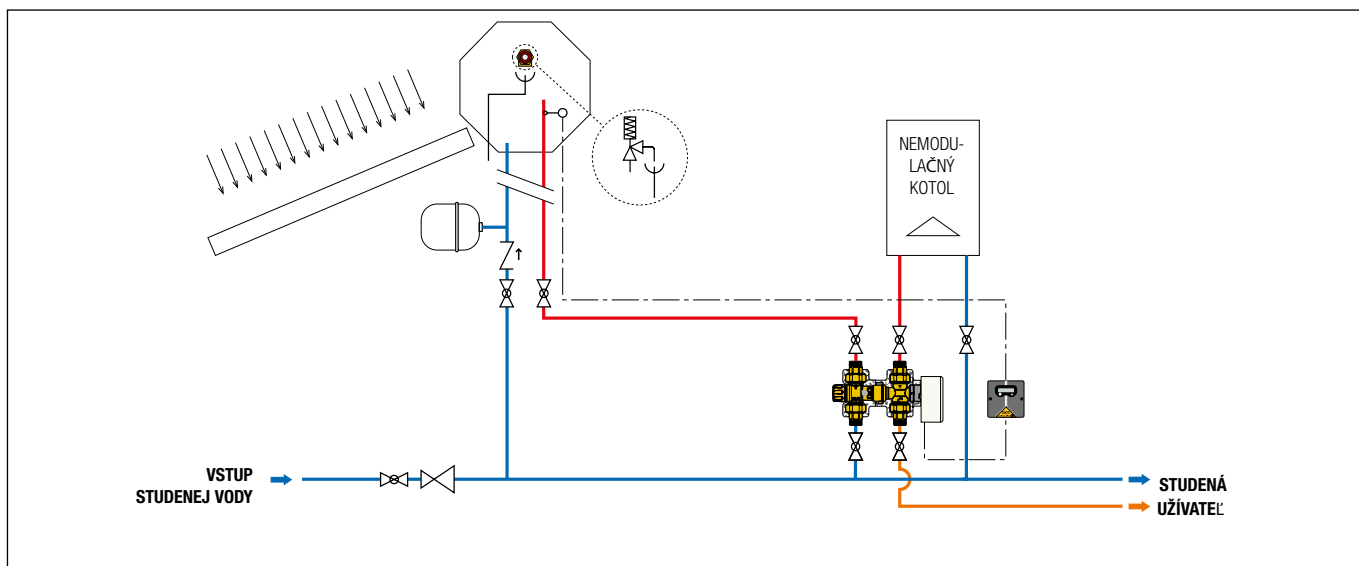 NEMODU-
LAČNÝ
KOTOL
VSTUP
STUDENEJ VODY
STUDENÁ
UŽÍVATEĽ